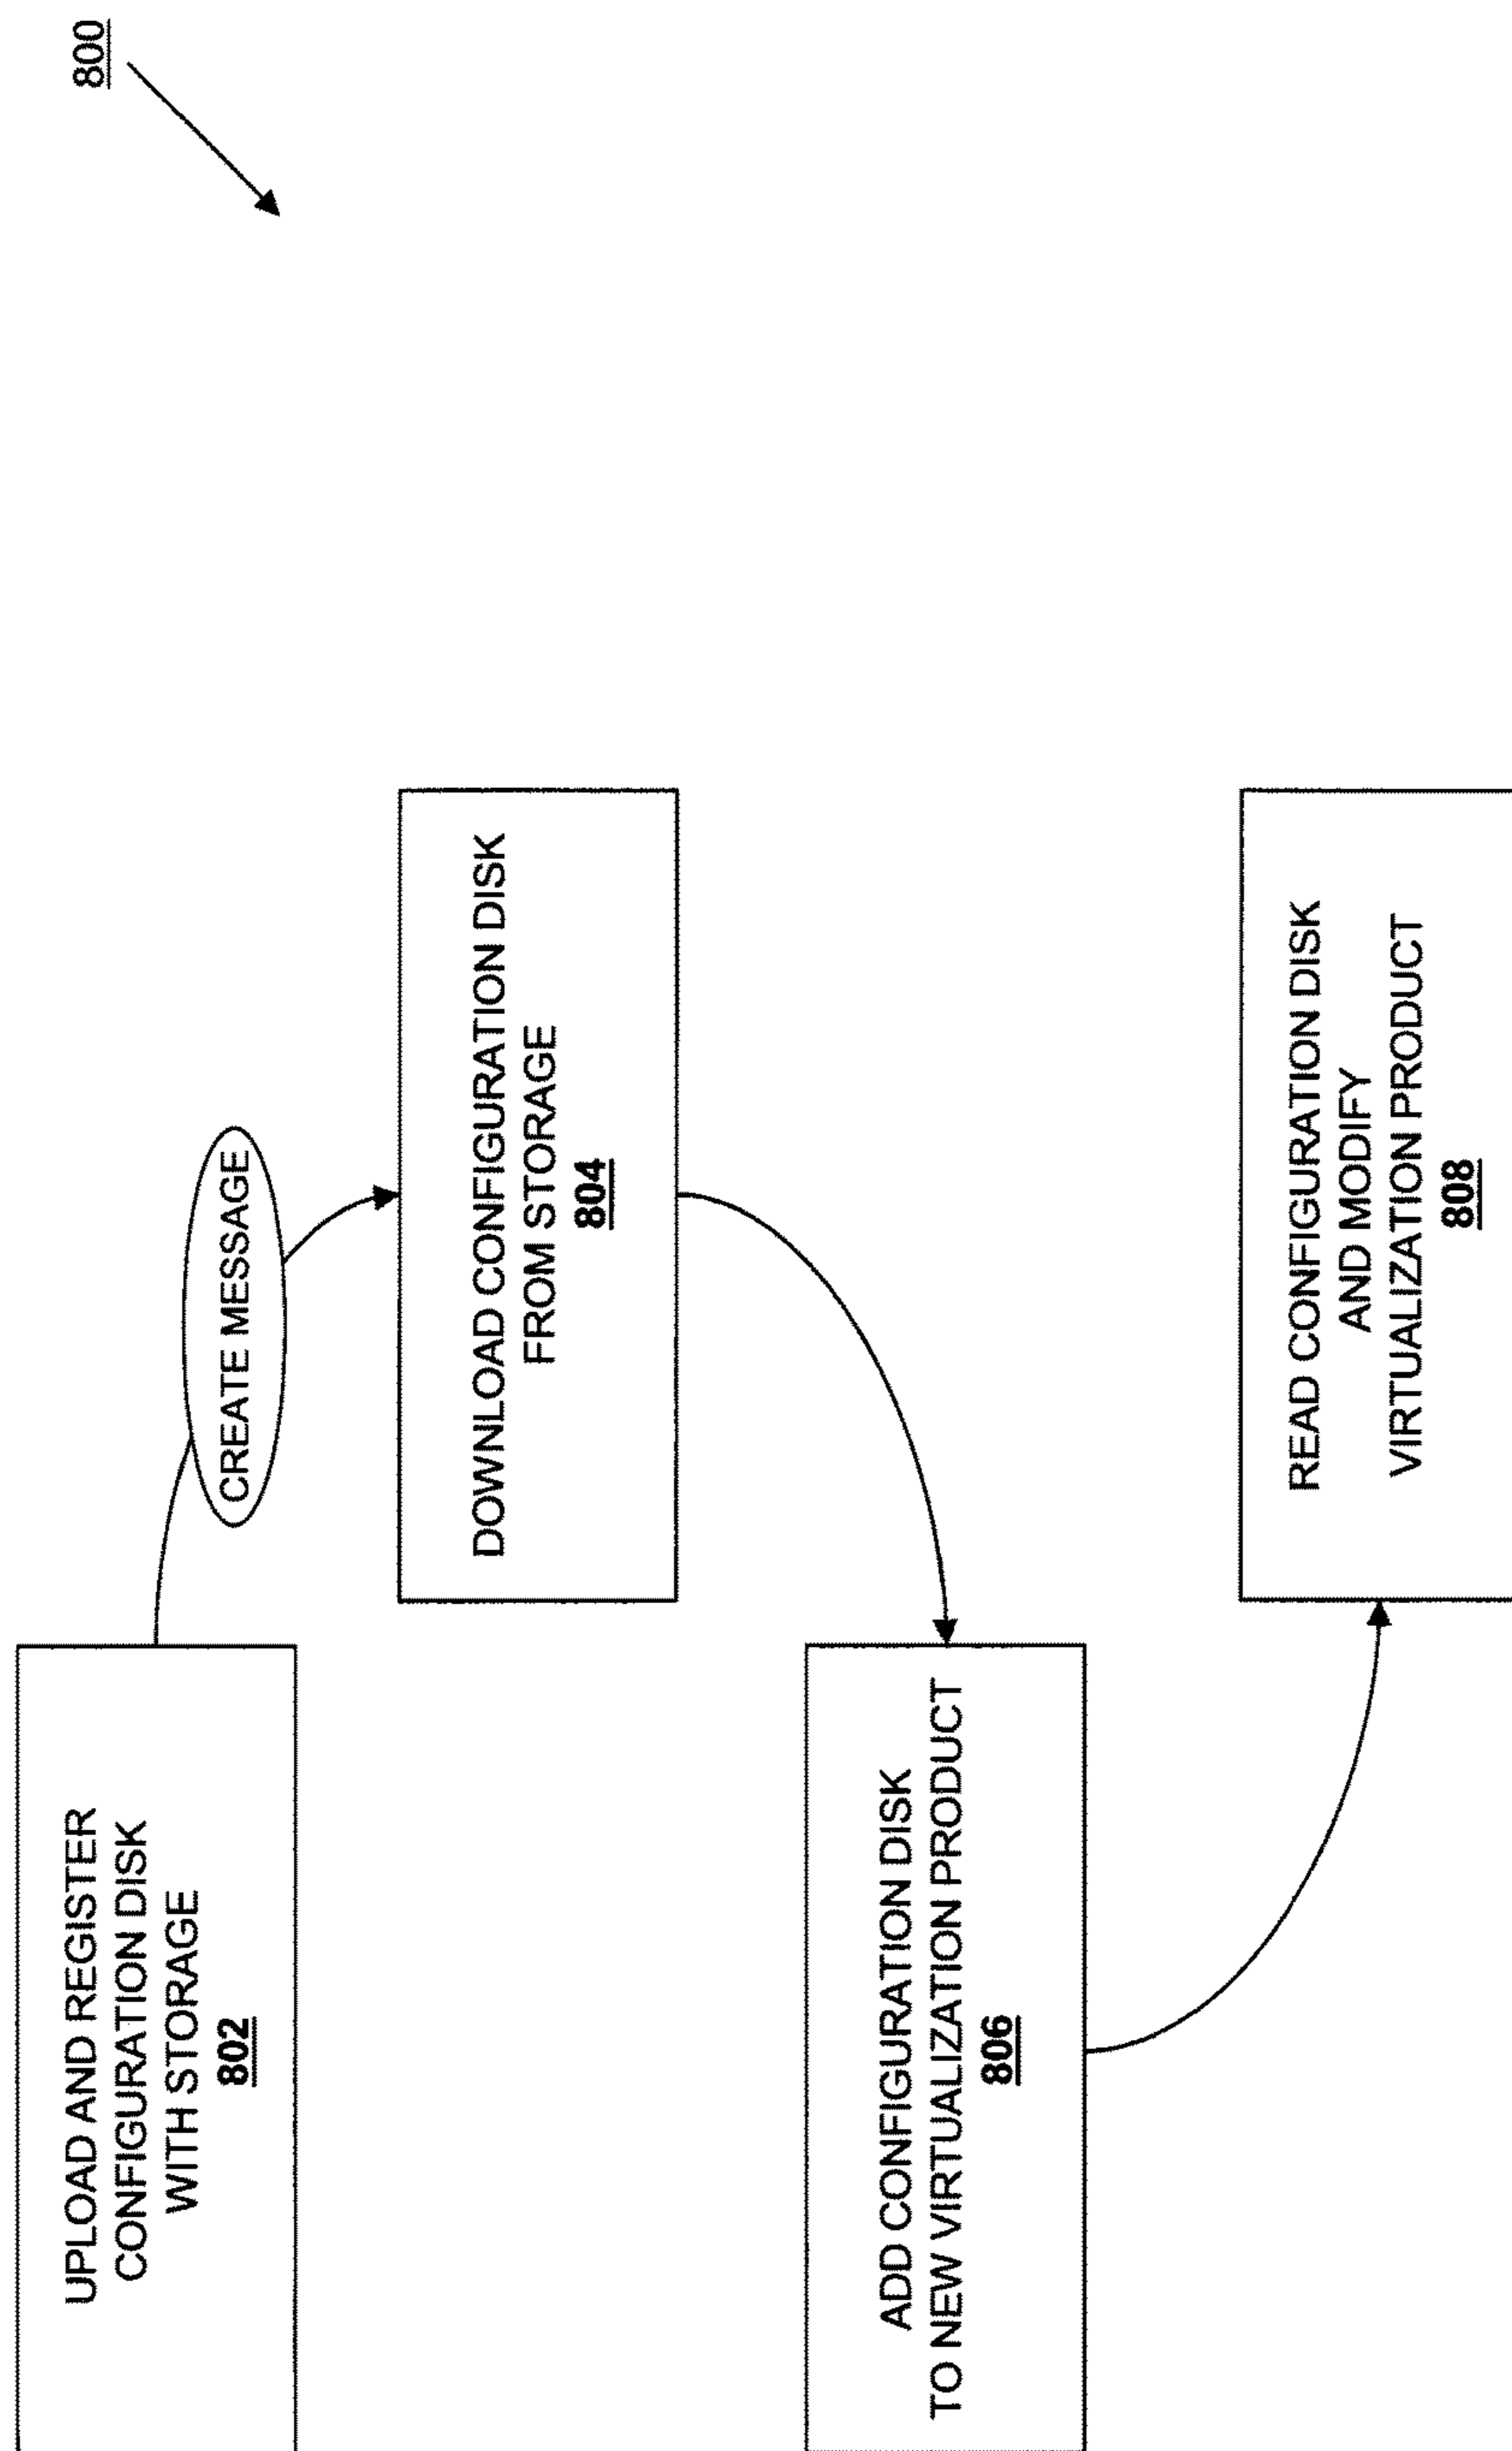 800
UPLOAD AND REGISTER
CONFIGURATION DISK
WITH STORAGE
802
CREATE MESSAGE
DOWNLOAD CONFIGURATION DISK
FROM STORAGE
804
ADD CONFIGURATION DISK
TO NEW VIRTUALIZATION PRODUCT
806
READ CONFIGURATION DISK
AND MODIFY
VIRTUALIZATION PRODUCT
808